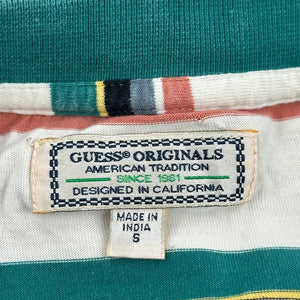 GUESS® ORIGINALS
AMERICAN TRADITION
SINCE 1981
DESIGNED IN CALIFORNIA
MADE IN
INDIA
S